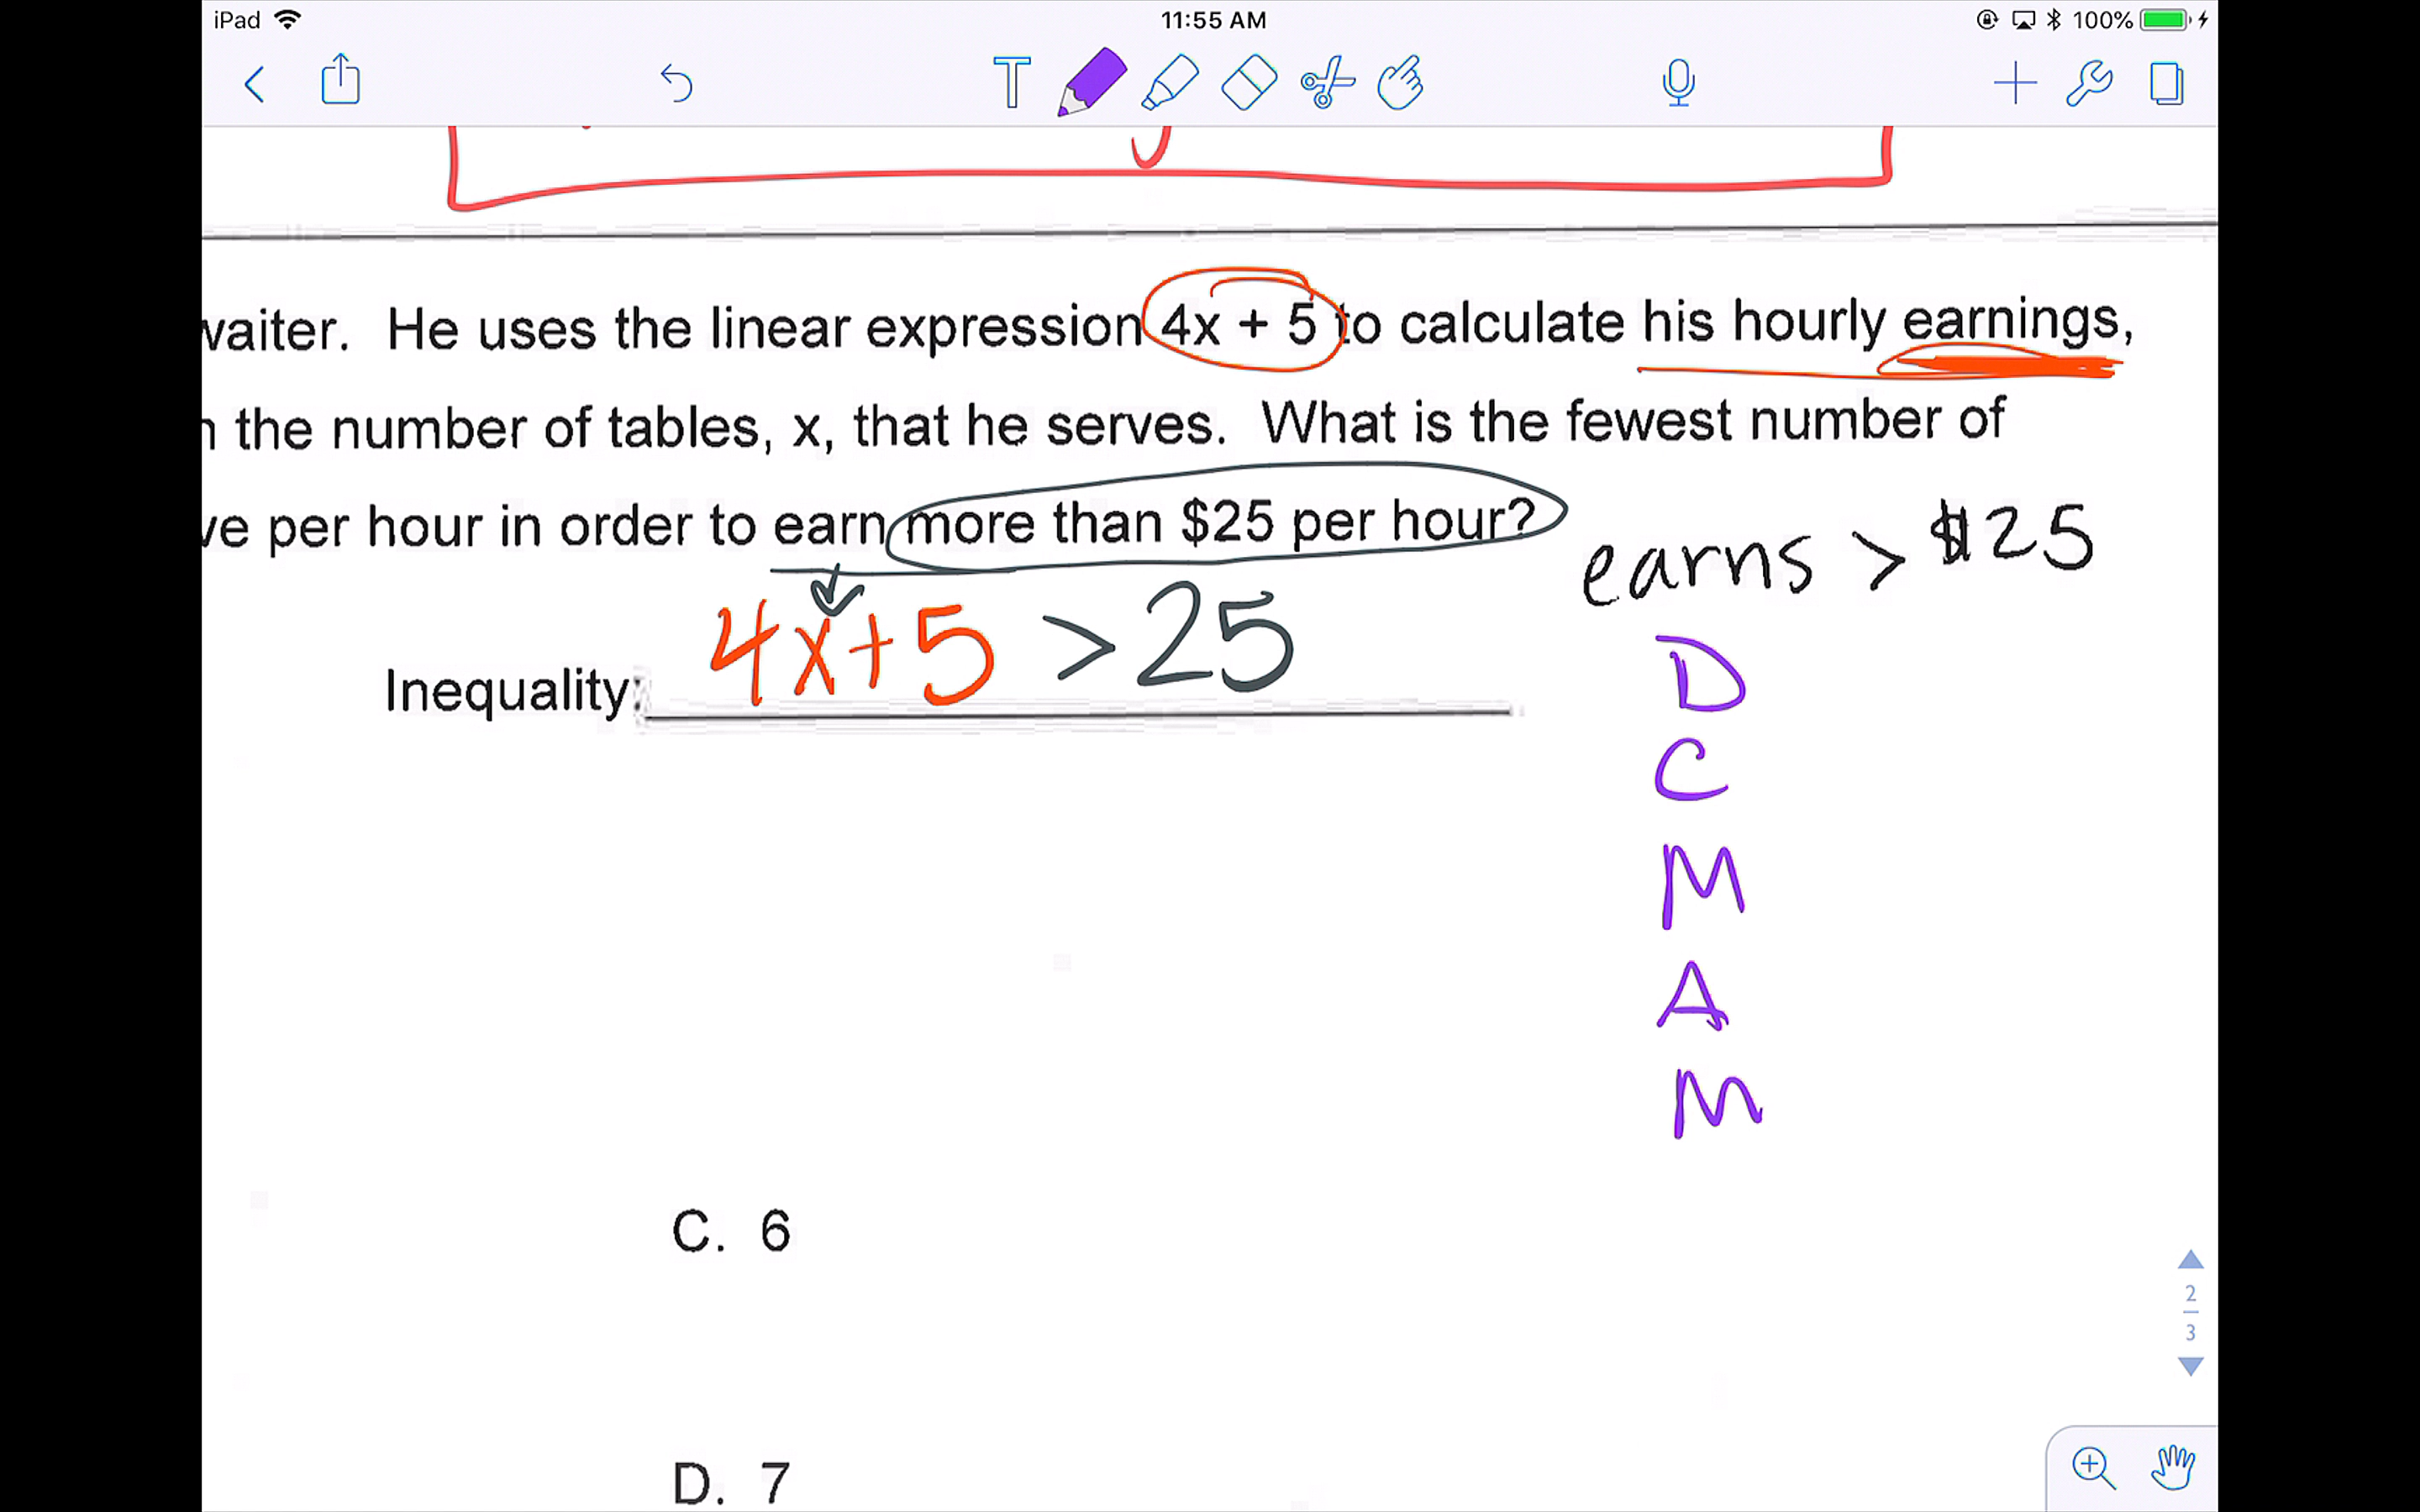 iPad 11:55 AM 100%
T
waiter. He uses the linear expression 4x + 5 to calculate his hourly earnings,
the number of tables, x, that he serves. What is the fewest number of
ve per hour in order to earn more than $25 per hour?
earns > $25
4x+5 > 25
Inequality:
D
C
M
A
M
C. 6
2
3
D. 7